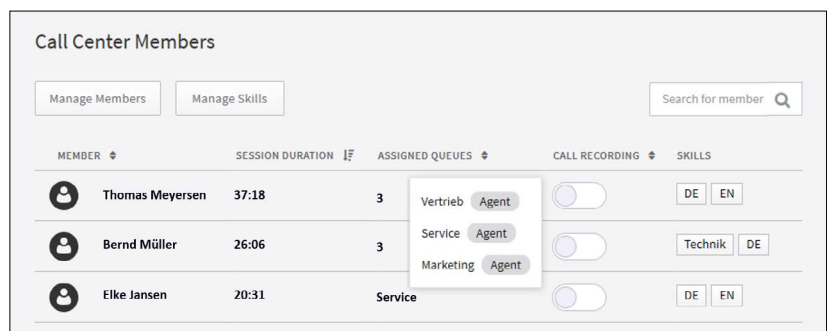 Call Center Members
Manage Members Manage Skills Search for member
MEMBER SESSION DURATION ASSIGNED QUEUES CALL RECORDING SKILLS
Thomas Meyersen 37:18 3 DE EN
Vertrieb Agent
Service Agent
Marketing Agent
Bernd Müller 26:06 3 Technik DE
Elke Jansen 20:31 Service DE EN